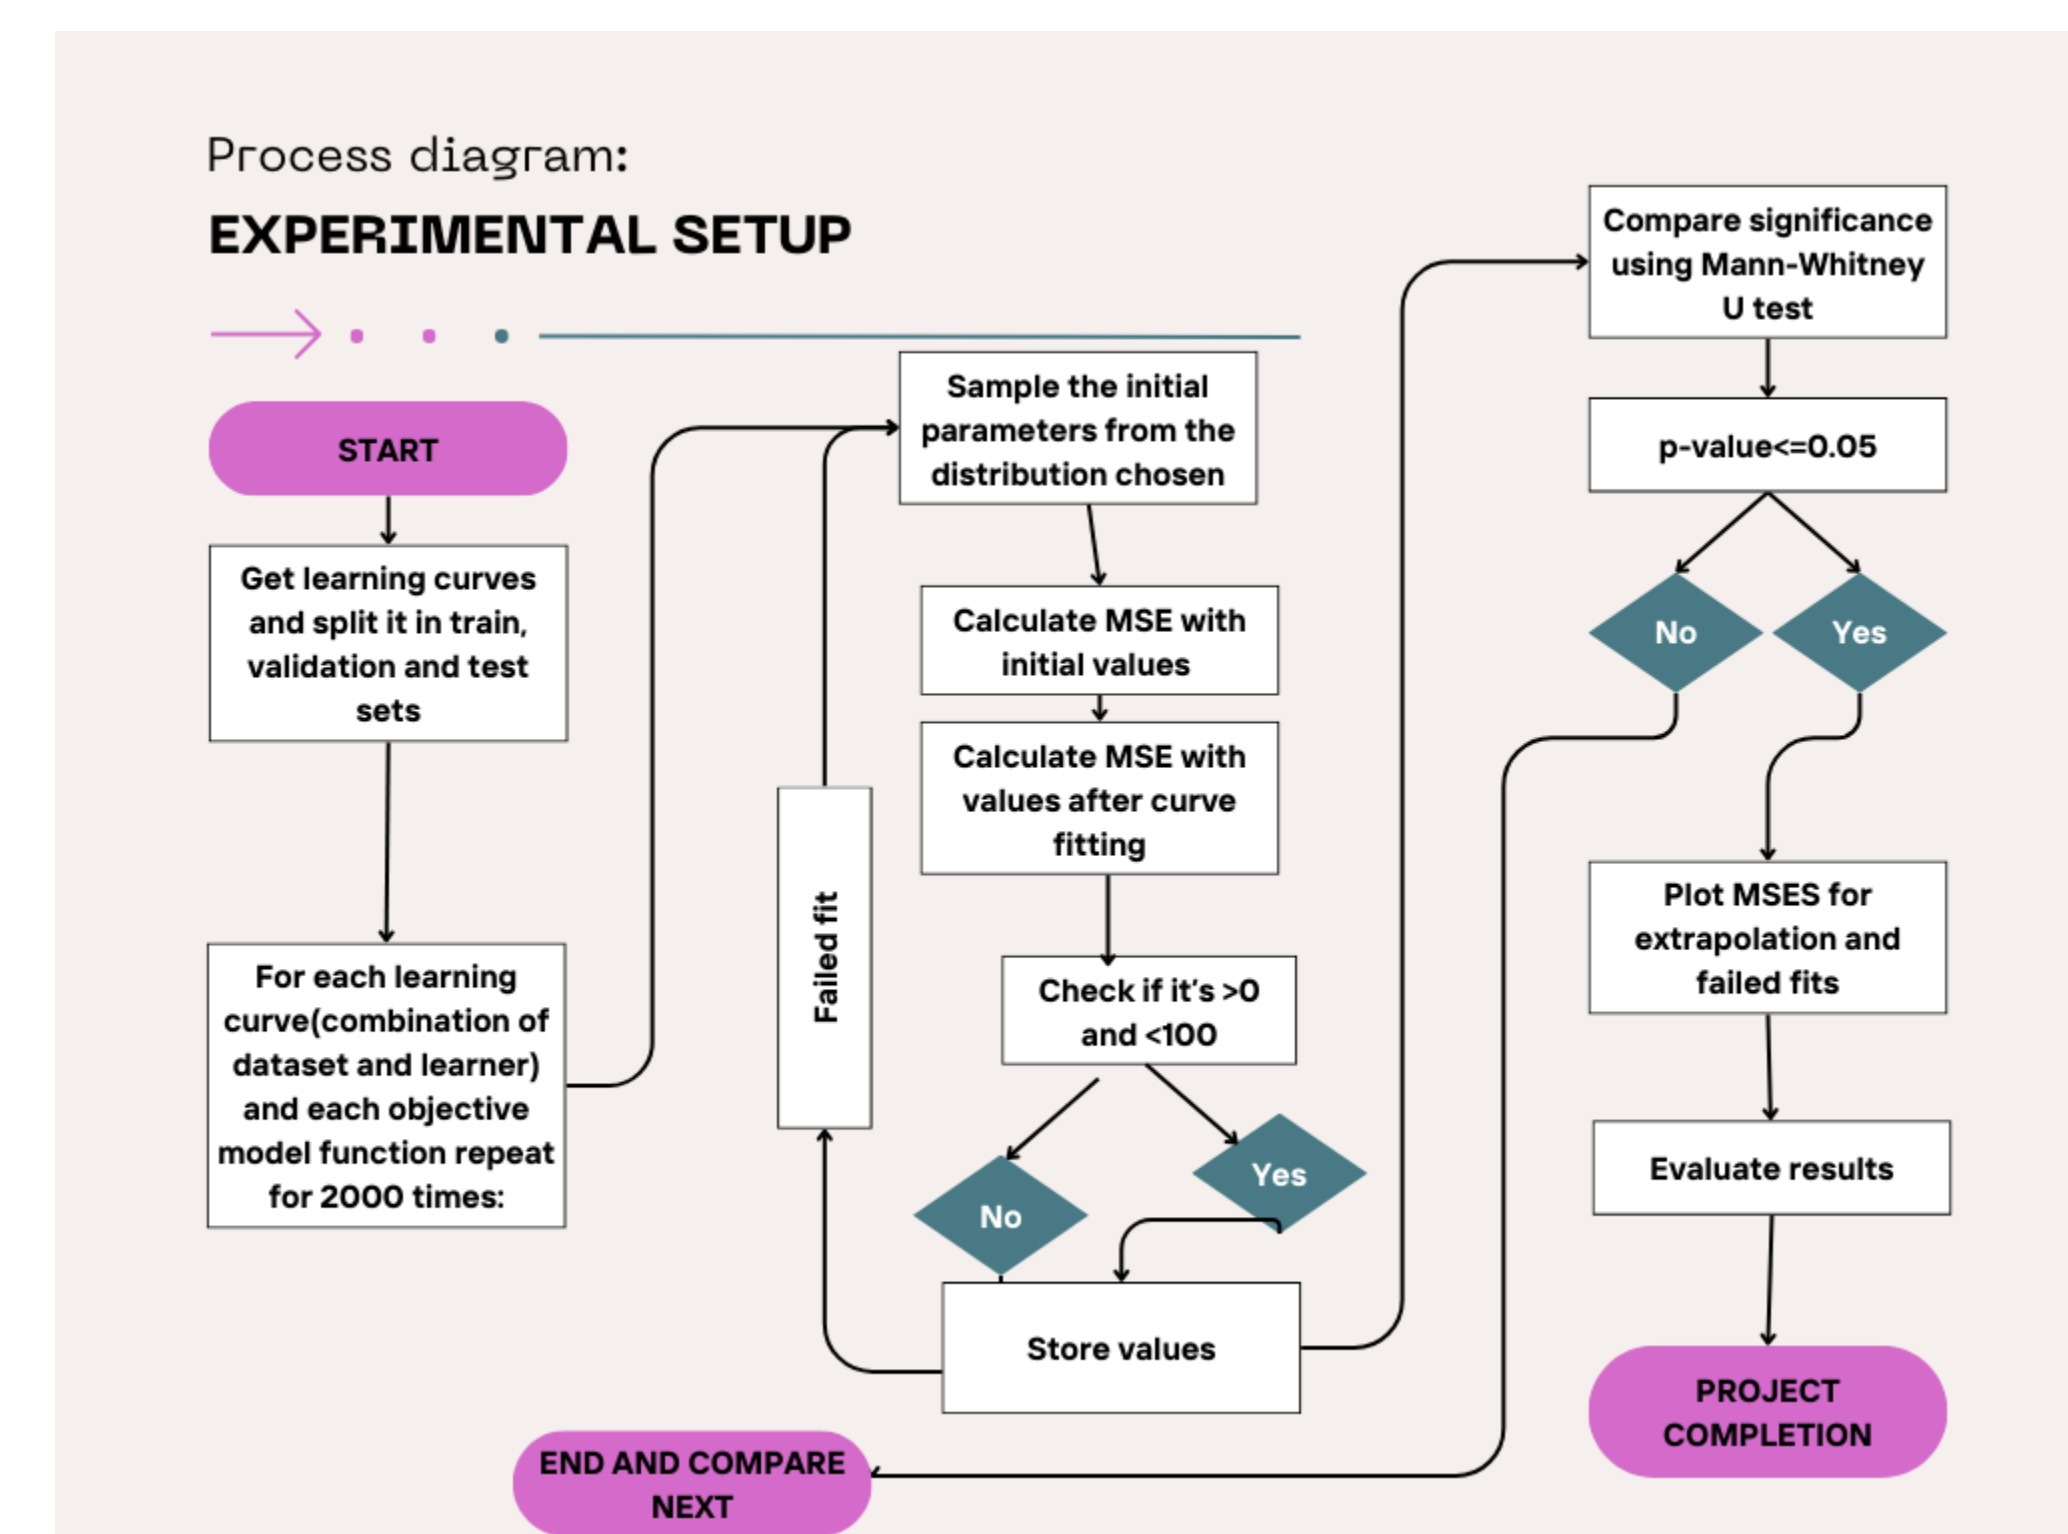 Process diagram:
EXPERIMENTAL SETUP
START
Get learning curves
and split it in train,
validation and test
sets
For each learning
curve(combination of
dataset and learner)
and each objective
model function repeat
for 2000 times:
Sample the initial
parameters from the
distribution chosen
Calculate MSE with
initial values
Calculate MSE with
values after curve
fitting
Check if it's >0
and <100
No
Yes
Failed fit
Store values
Compare significance
using Mann-Whitney
U test
p-value<=0.05
No
Yes
Plot MSES for
extrapolation and
failed fits
Evaluate results
PROJECT
COMPLETION
END AND COMPARE
NEXT